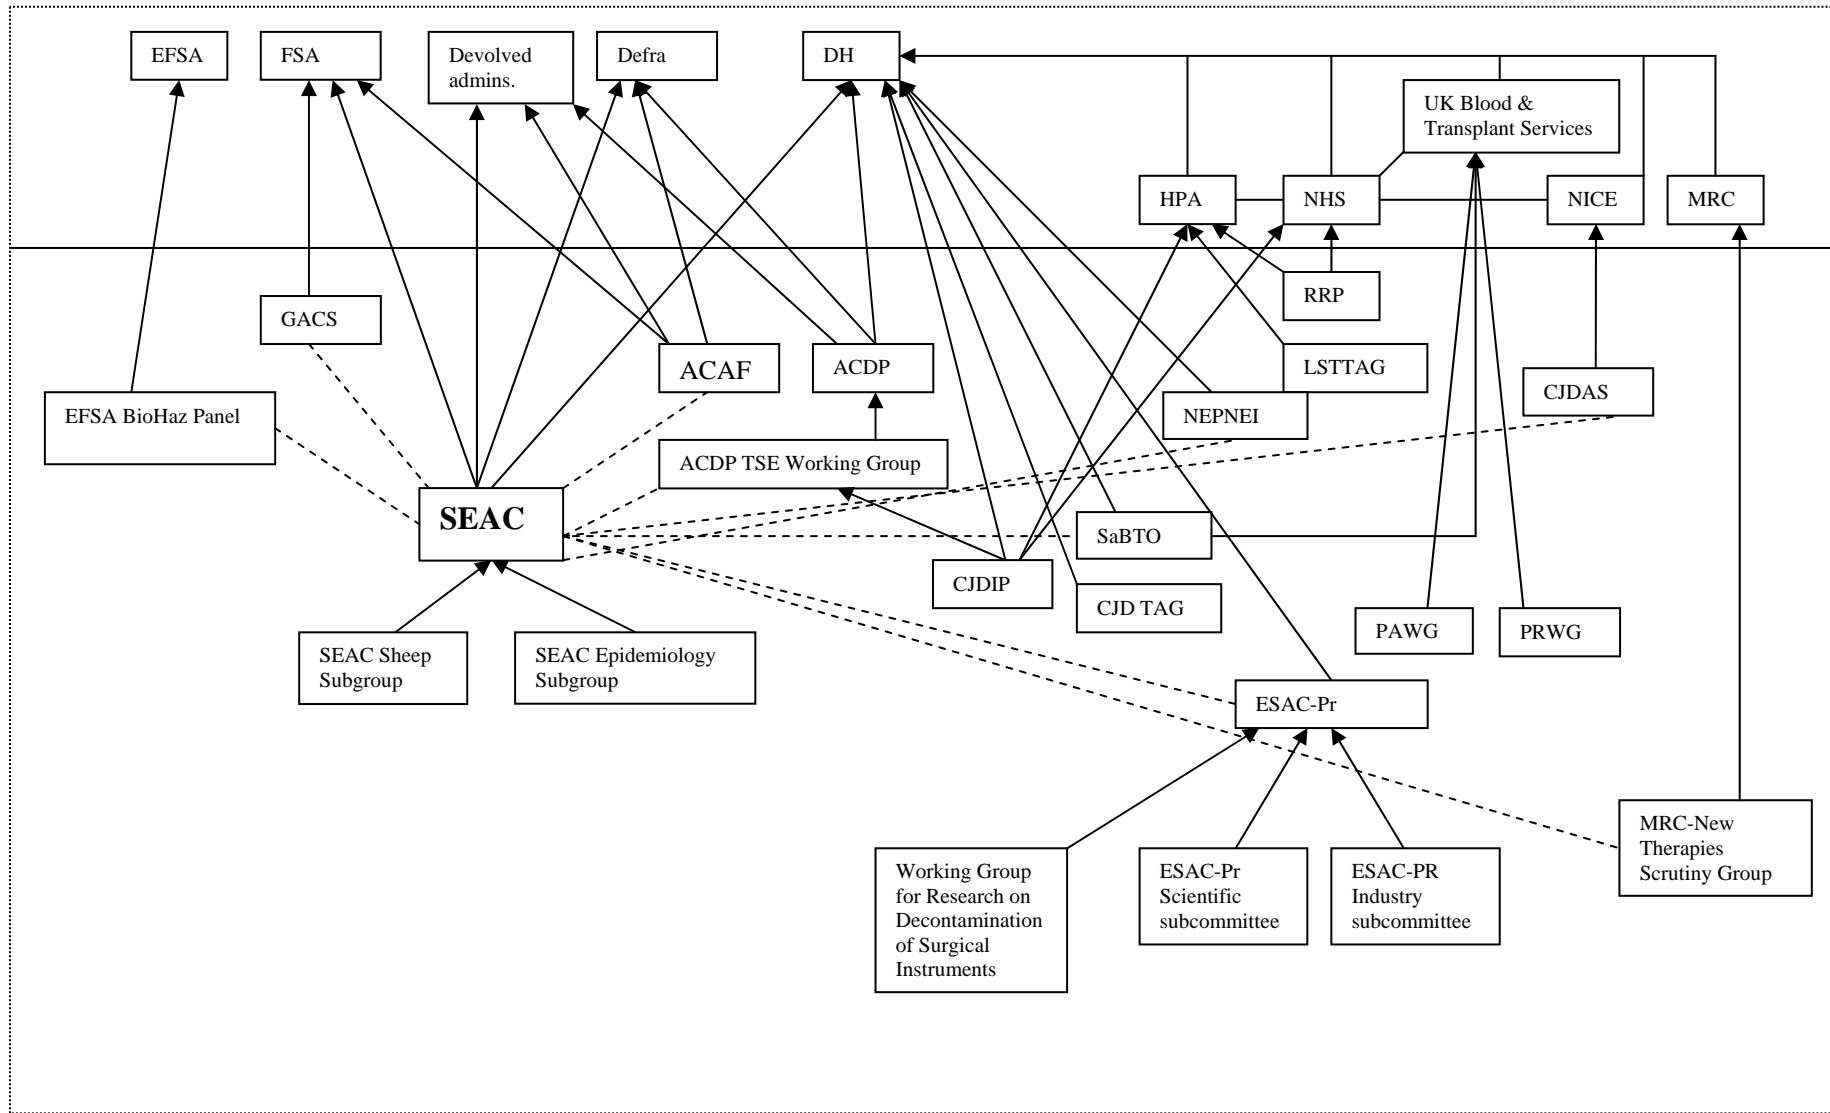 EFSA
FSA
Devolved
admins.
Defra
DH
UK Blood &
Transplant Services
HPA
NHS
NICE
MRC
RRP
GACS
ACAF
ACDP
LSTTAG
CJDAS
EFSA BioHaz Panel
NEPNEI
ACDP TSE Working Group
SEAC
SaBTO
CJDIP
CJD TAG
PAWG
PRWG
SEAC Sheep
Subgroup
SEAC Epidemiology
Subgroup
ESAC-Pr
MRC-New
Therapies
Scrutiny Group
Working Group
for Research on
Decontamination
of Surgical
Instruments
ESAC-Pr
Scientific
subcommittee
ESAC-PR
Industry
subcommittee